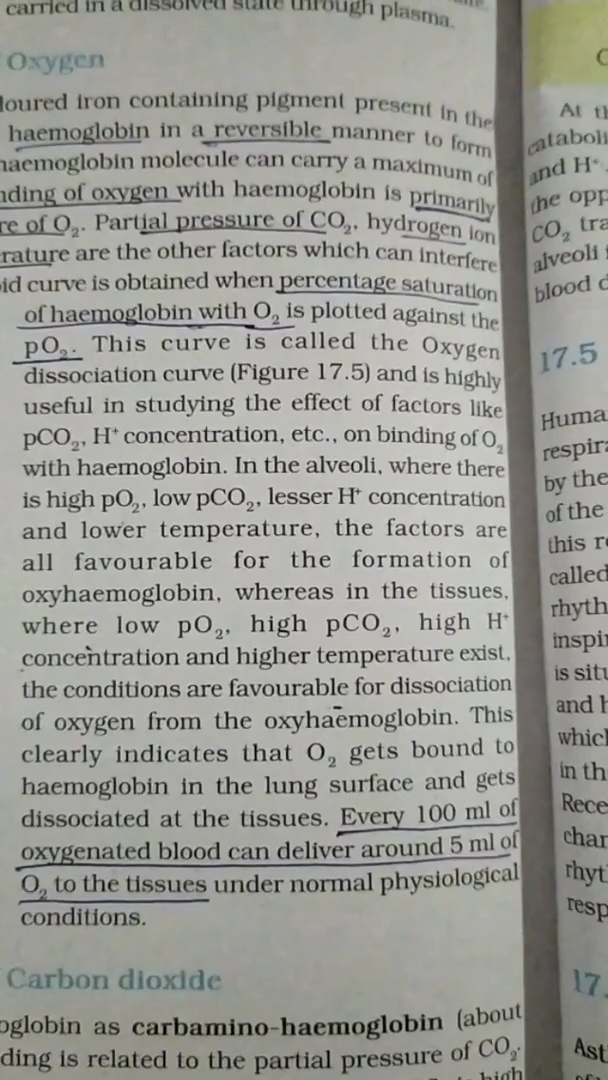 carried in a dissolved state through plasma.
Oxygen
loured iron containing pigment present in the
haemoglobin in a reversible manner to form
haemoglobin molecule can carry a maximum of
nding of oxygen with haemoglobin is primarily
re of O₂. Partial pressure of CO₂, hydrogen ion
rature are the other factors which can interfere
id curve is obtained when percentage saturation
of haemoglobin with O₂ is plotted against the
pO₂. This curve is called the Oxygen
dissociation curve (Figure 17.5) and is highly
useful in studying the effect of factors like
pCO₂, H⁺ concentration, etc., on binding of O₂
with haemoglobin. In the alveoli, where there
is high pO₂, low pCO₂, lesser H⁺ concentration
and lower temperature, the factors are
all favourable for the formation of
oxyhaemoglobin, whereas in the tissues,
where low pO₂, high pCO₂, high H⁺
concentration and higher temperature exist,
the conditions are favourable for dissociation
of oxygen from the oxyhaemoglobin. This
clearly indicates that O₂ gets bound to
haemoglobin in the lung surface and gets
dissociated at the tissues. Every 100 ml of
oxygenated blood can deliver around 5 ml of
O₂ to the tissues under normal physiological
conditions.
Carbon dioxide
oglobin as carbamino-haemoglobin (about
ding is related to the partial pressure of CO₂.
high
At th
cataboli
and H⁺
the opp
CO₂ tra
alveoli i
blood d
17.5
Huma
respira
by the
of the
this re
called
rhyth
inspi
is situ
and h
which
in th
Rece
char
rhyt
resp
17.
Ast